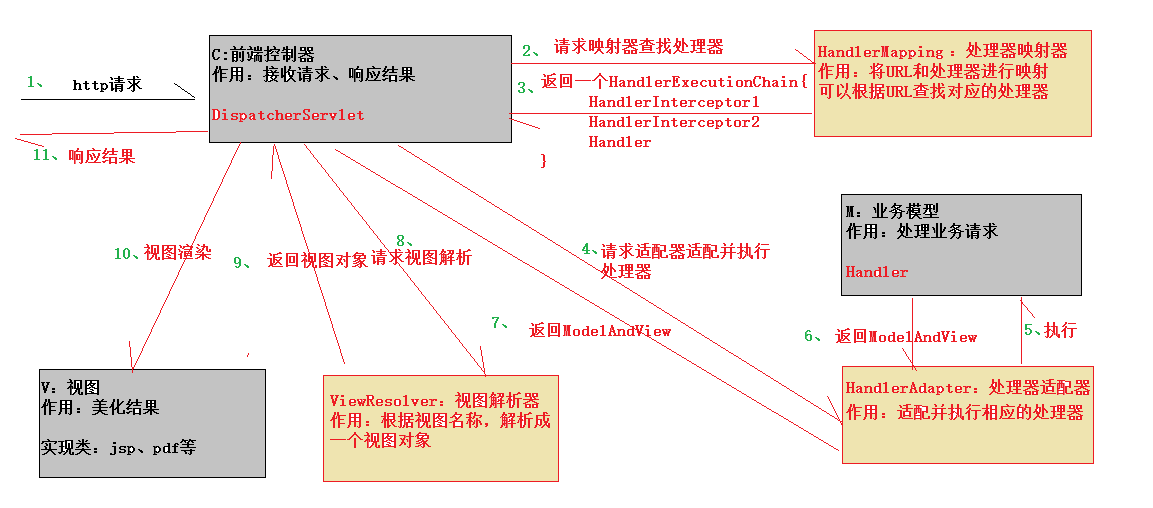 1、 http请求
11、响应结果
C:前端控制器
作用: 接收请求、响应结果
DispatcherServlet
2、 请求映射器查找处理器
3、返回一个HandlerExecutionChain{
HandlerInterceptor1
HandlerInterceptor2
Handler
}
HandlerMapping : 处理器映射器
作用: 将URL和处理器进行映射
可以根据URL查找对应的处理器
M: 业务模型
作用: 处理业务请求
Handler
10、视图渲染
9、 返回视图对象
8、
请求视图解析
4、请求适配器适配并执行
处理器
7、 返回ModelAndView
6、 返回ModelAndView
5、执行
V: 视图
作用: 美化结果
实现类: jsp、pdf等
ViewResolver: 视图解析器
作用: 根据视图名称, 解析成
一个视图对象
HandlerAdapter: 处理器适配器
作用: 适配并执行相应的处理器